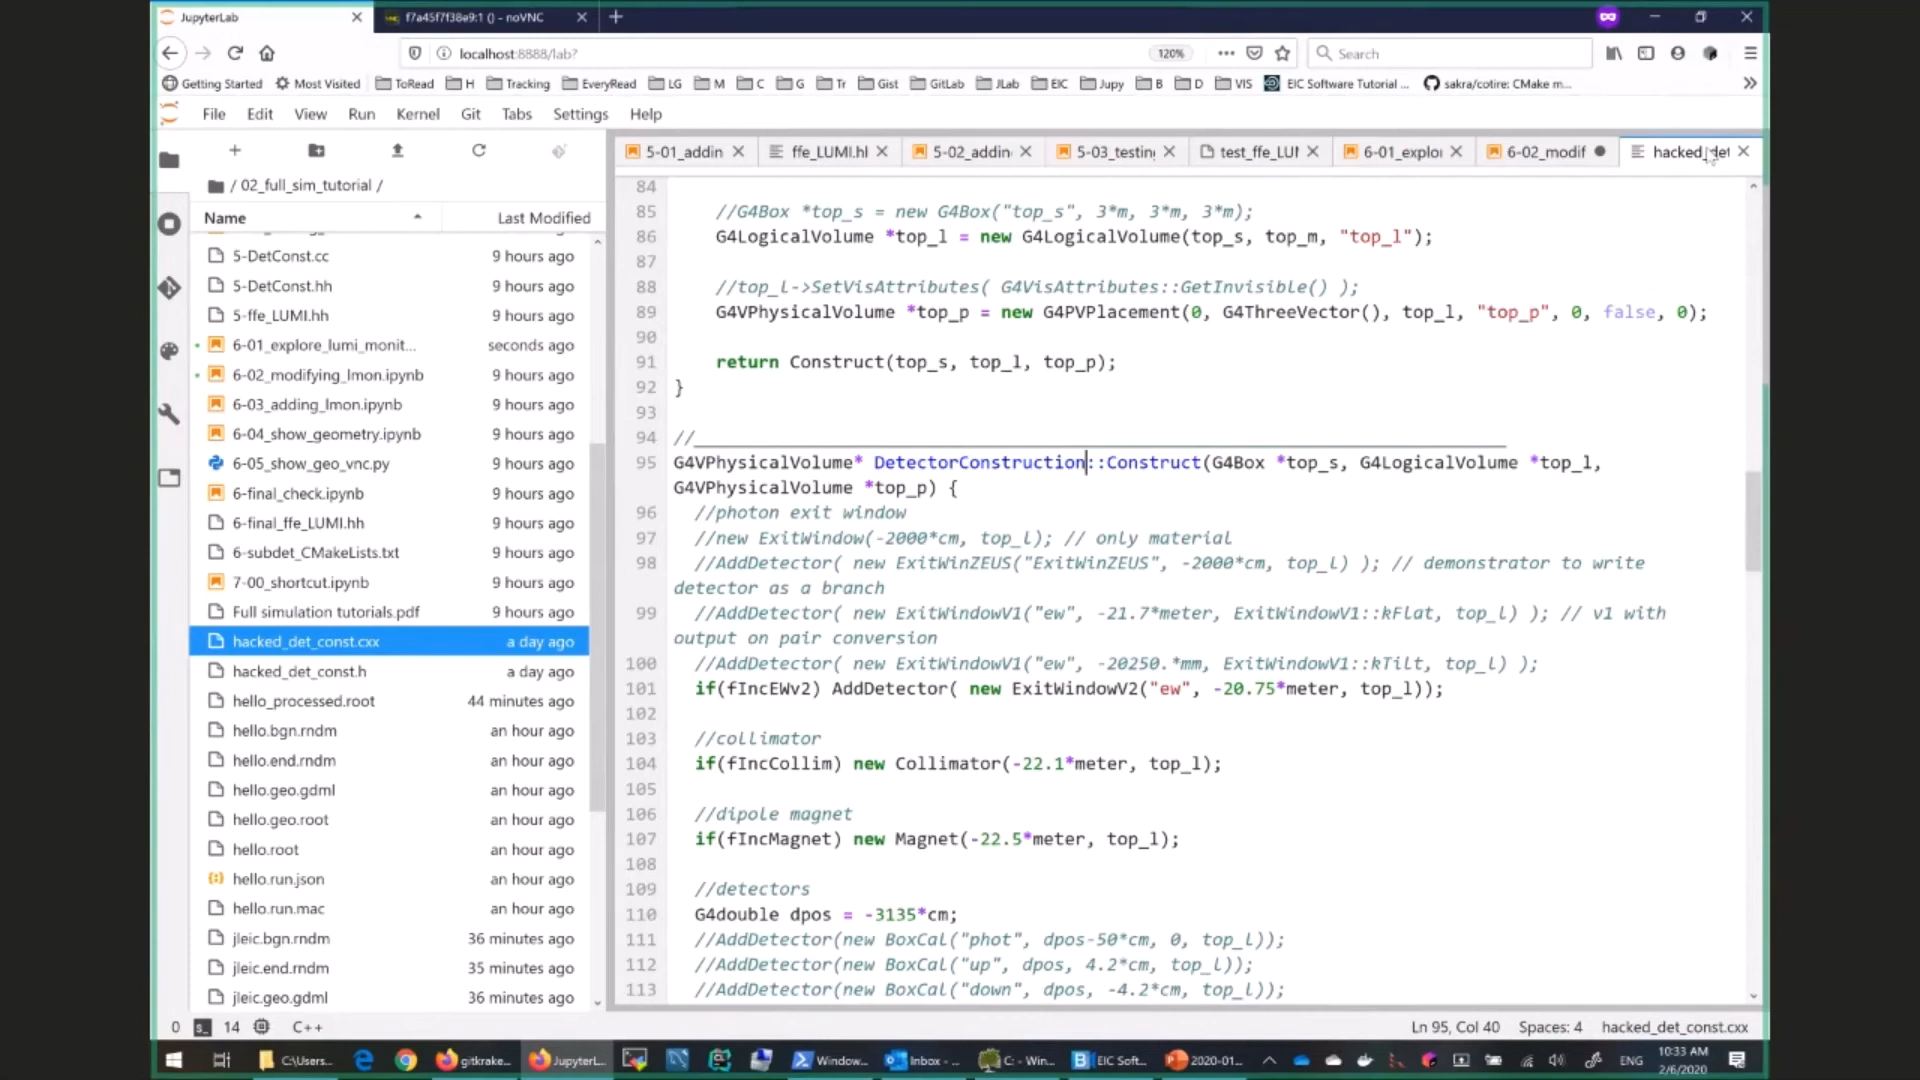 JupyterLab
f7a45f7f38e9:1 () - noVNC
localhost:8888/lab?
120%
Search
Getting Started
Most Visited
ToRead
H
Tracking
EveryRead
LG
M
C
G
Tr
Gist
GitLab
JLab
EIC
Jupy
B
D
VIS
EIC Software Tutorial ...
sakra/cotire: CMake m...
File Edit View Run Kernel Git Tabs Settings Help
5-01_addin
ffe_LUMI.hl
5-02_addin
5-03_testin
test_ffe_LUI
6-01_explo
6-02_modif
hacked_det
/ 02_full_sim_tutorial /
Name Last Modified
5-DetConst.cc 9 hours ago
5-DetConst.hh 9 hours ago
5-ffe_LUMI.hh 9 hours ago
6-01_explore_lumi_monit... seconds ago
6-02_modifying_lmon.ipynb 9 hours ago
6-03_adding_lmon.ipynb 9 hours ago
6-04_show_geometry.ipynb 9 hours ago
6-05_show_geo_vnc.py 9 hours ago
6-final_check.ipynb 9 hours ago
6-final_ffe_LUMI.hh 9 hours ago
6-subdet_CMakeLists.txt 9 hours ago
7-00_shortcut.ipynb 9 hours ago
Full simulation tutorials.pdf 9 hours ago
hacked_det_const.cxx a day ago
hacked_det_const.h a day ago
hello_processed.root 44 minutes ago
hello.bgn.rndm an hour ago
hello.end.rndm an hour ago
hello.geo.gdml an hour ago
hello.geo.root an hour ago
hello.root an hour ago
hello.run.json an hour ago
hello.run.mac an hour ago
jleic.bgn.rndm 36 minutes ago
jleic.end.rndm 35 minutes ago
jleic.geo.gdml 36 minutes ago
84
85 //G4Box *top_s = new G4Box("top_s", 3*m, 3*m, 3*m);
86 G4LogicalVolume *top_l = new G4LogicalVolume(top_s, top_m, "top_l");
87
88 //top_l->SetVisAttributes( G4VisAttributes::GetInvisible() );
89 G4VPhysicalVolume *top_p = new G4PVPlacement(0, G4ThreeVector(), top_l, "top_p", 0, false, 0);
90
91 return Construct(top_s, top_l, top_p);
92 }
93
94 //_____________________________________________________________________________
95 G4VPhysicalVolume* DetectorConstruction::Construct(G4Box *top_s, G4LogicalVolume *top_l,
G4VPhysicalVolume *top_p) {
96 //photon exit window
97 //new ExitWindow(-2000*cm, top_l); // only material
98 //AddDetector( new ExitWinZEUS("ExitWinZEUS", -2000*cm, top_l) ); // demonstrator to write
detector as a branch
99 //AddDetector( new ExitWindowV1("ew", -21.7*meter, ExitWindowV1::kFlat, top_l) ); // v1 with
output on pair conversion
100 //AddDetector( new ExitWindowV1("ew", -20250.*mm, ExitWindowV1::kTilt, top_l) );
101 if(fIncEWv2) AddDetector( new ExitWindowV2("ew", -20.75*meter, top_l));
102
103 //collimator
104 if(fIncCollim) new Collimator(-22.1*meter, top_l);
105
106 //dipole magnet
107 if(fIncMagnet) new Magnet(-22.5*meter, top_l);
108
109 //detectors
110 G4double dpos = -3135*cm;
111 //AddDetector(new BoxCal("phot", dpos-50*cm, 0, top_l));
112 //AddDetector(new BoxCal("up", dpos, 4.2*cm, top_l));
113 //AddDetector(new BoxCal("down", dpos, -4.2*cm, top_l));
0 14 C++ Ln 95, Col 40 Spaces: 4 hacked_det_const.cxx
C:\Users...
gitkrake...
JupyterL...
Window...
Inbox - ...
C: - Win...
EIC Soft...
2020-01...
ENG
10:33 AM
2/6/2020